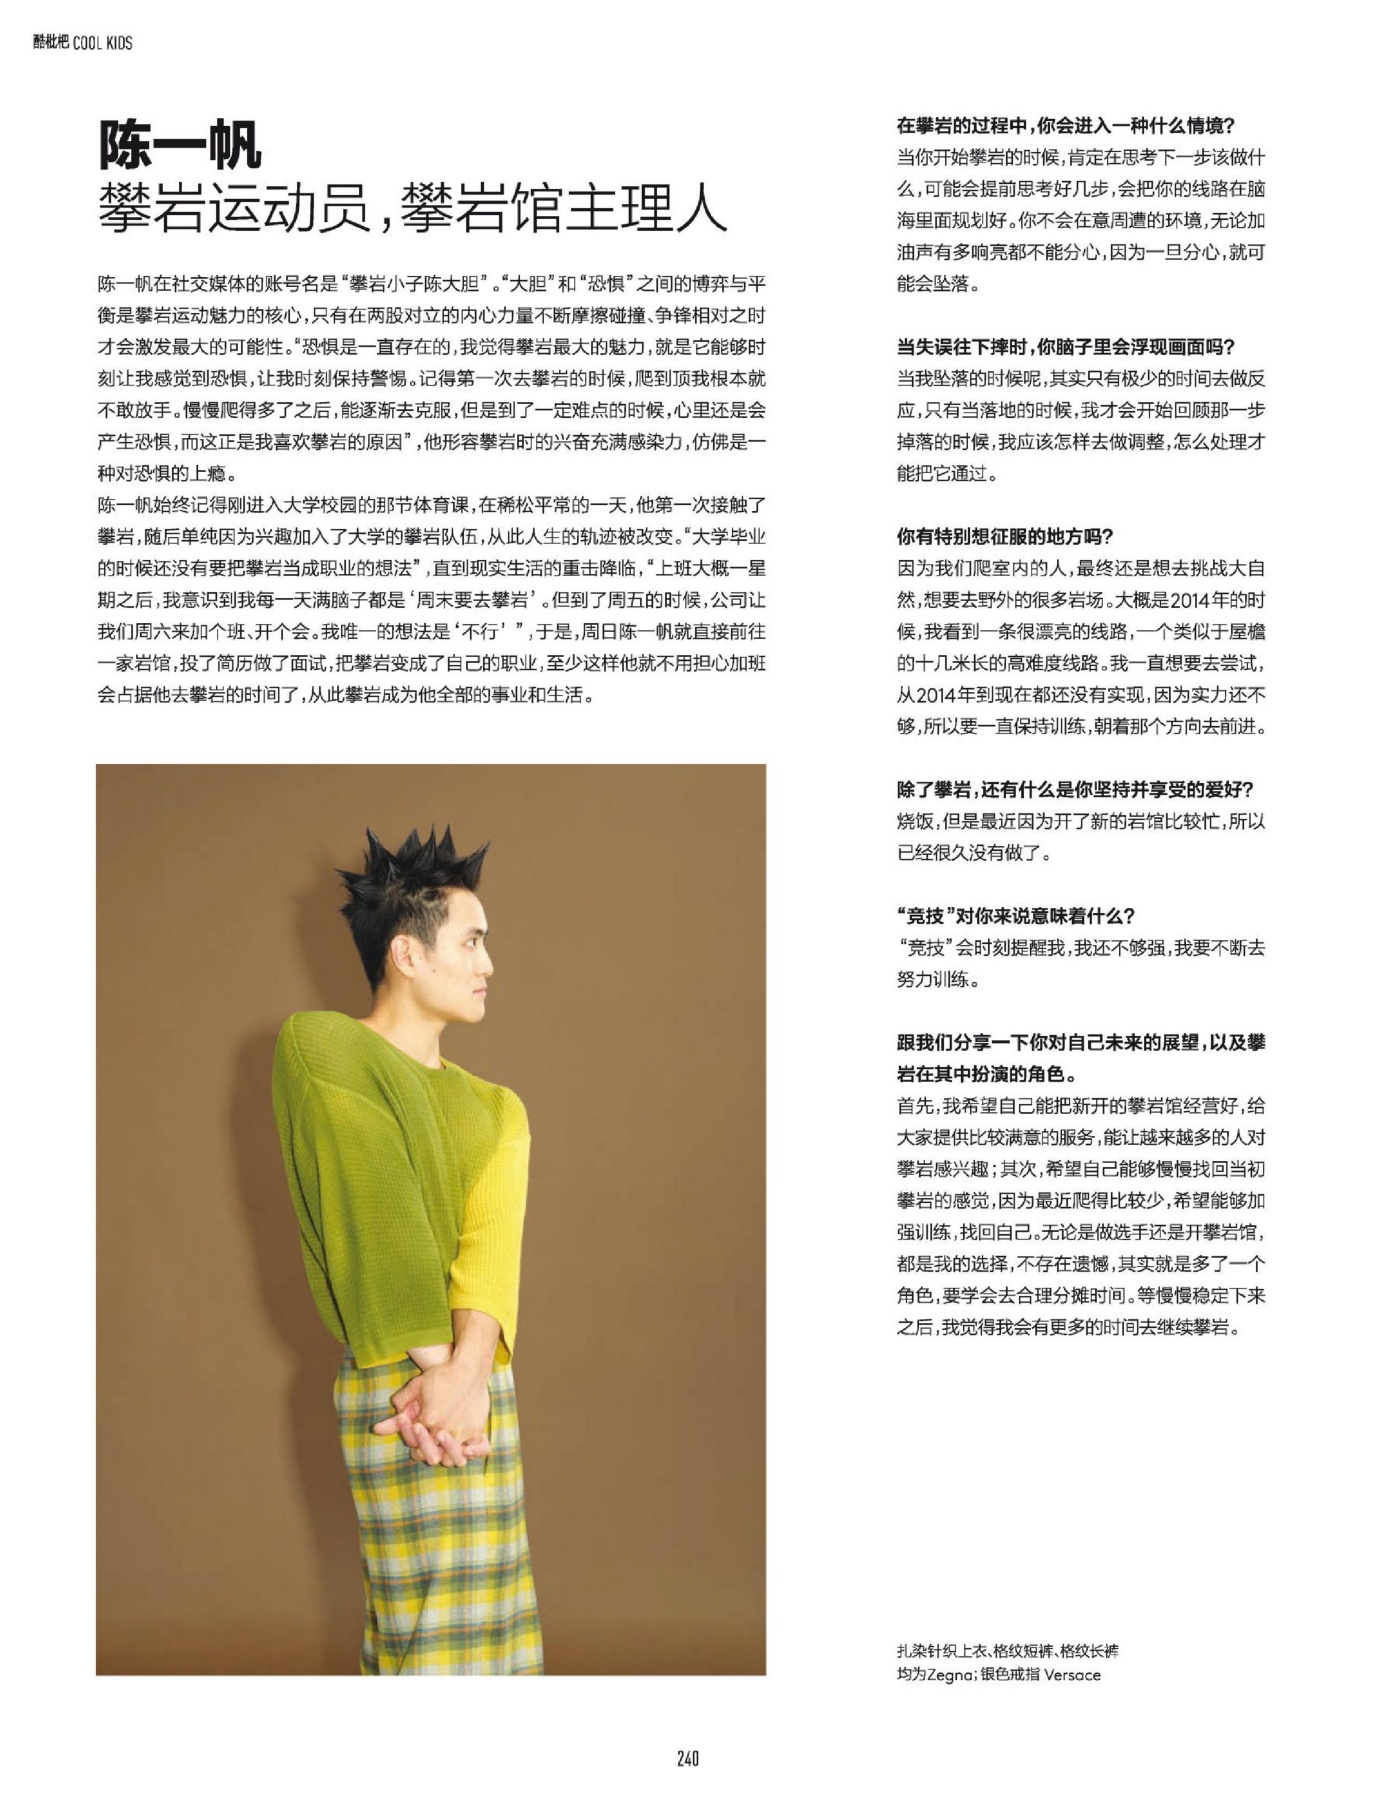 酷枇杷 COOL KIDS
陈一帆
攀岩运动员,攀岩馆主理人
陈一帆在社交媒体的账号名是“攀岩小子陈大胆”。“大胆”和“恐惧”之间的博弈与平
衡是攀岩运动魅力的核心,只有在两股对立的内心力量不断摩擦碰撞、争锋相对之时
才会激发最大的可能性。“恐惧是一直存在的,我觉得攀岩最大的魅力,就是它能够时
刻让我感觉到恐惧,让我时刻保持警惕。记得第一次去攀岩的时候,爬到顶我根本就
不敢放手。慢慢爬得多了之后,能逐渐去克服,但是到了一定难点的时候,心里还是会
产生恐惧,而这正是我喜欢攀岩的原因”,他形容攀岩时的兴奋充满感染力,仿佛是一
种对恐惧的上瘾。
陈一帆始终记得刚进入大学校园的那节体育课,在稀松平常的一天,他第一次接触了
攀岩,随后单纯因为兴趣加入了大学的攀岩队伍,从此人生的轨迹被改变。“大学毕业
的时候还没有要把攀岩当成职业的想法”,直到现实生活的重击降临,“上班大概一星
期之后,我意识到我每一天满脑子都是‘周末要去攀岩’。但到了周五的时候,公司让
我们周六来加个班、开个会。我唯一的想法是‘不行’”,于是,周日陈一帆就直接前往
一家岩馆,投了简历做了面试,把攀岩变成了自己的职业,至少这样他就不用担心加班
会占据他去攀岩的时间了,从此攀岩成为他全部的事业和生活。
在攀岩的过程中,你会进入一种什么情境?
当你开始攀岩的时候,肯定在思考下一步该做什
么,可能会提前思考好几步,会把你的线路在脑
海里面规划好。你不会在意周遭的环境,无论加
油声有多响亮都不能分心,因为一旦分心,就可
能会坠落。
当失误往下摔时,你脑子里会浮现画面吗?
当我坠落的时候呢,其实只有极少的时间去做反
应,只有当落地的时候,我才会开始回顾那一步
掉落的时候,我应该怎样去做调整,怎么处理才
能把它通过。
你有特别想征服的地方吗?
因为我们爬室内的人,最终还是想去挑战大自
然,想要去野外的很多岩场。大概是2014年的时
候,我看到一条很漂亮的线路,一个类似于屋檐
的十几米长的高难度线路。我一直想要去尝试,
从2014年到现在都还没有实现,因为实力还不
够,所以要一直保持训练,朝着那个方向去前进。
除了攀岩,还有什么是你坚持并享受的爱好?
烧饭,但是最近因为开了新的岩馆比较忙,所以
已经很久没有做了。
“竞技”对你来说意味着什么?
“竞技”会时刻提醒我,我还不够强,我要不断去
努力训练。
跟我们分享一下你对自己未来的展望,以及攀
岩在其中扮演的角色。
首先,我希望自己能把新开的攀岩馆经营好,给
大家提供比较满意的服务,能让越来越多的人对
攀岩感兴趣;其次,希望自己能够慢慢找回当初
攀岩的感觉,因为最近爬得比较少,希望能够加
强训练,找回自己。无论是做选手还是开攀岩馆,
都是我的选择,不存在遗憾,其实就是多了一个
角色,要学会去合理分摊时间。等慢慢稳定下来
之后,我觉得我会有更多的时间去继续攀岩。
扎染针织上衣、格纹短裤、格纹长裤
均为Zegna;银色戒指 Versace
240